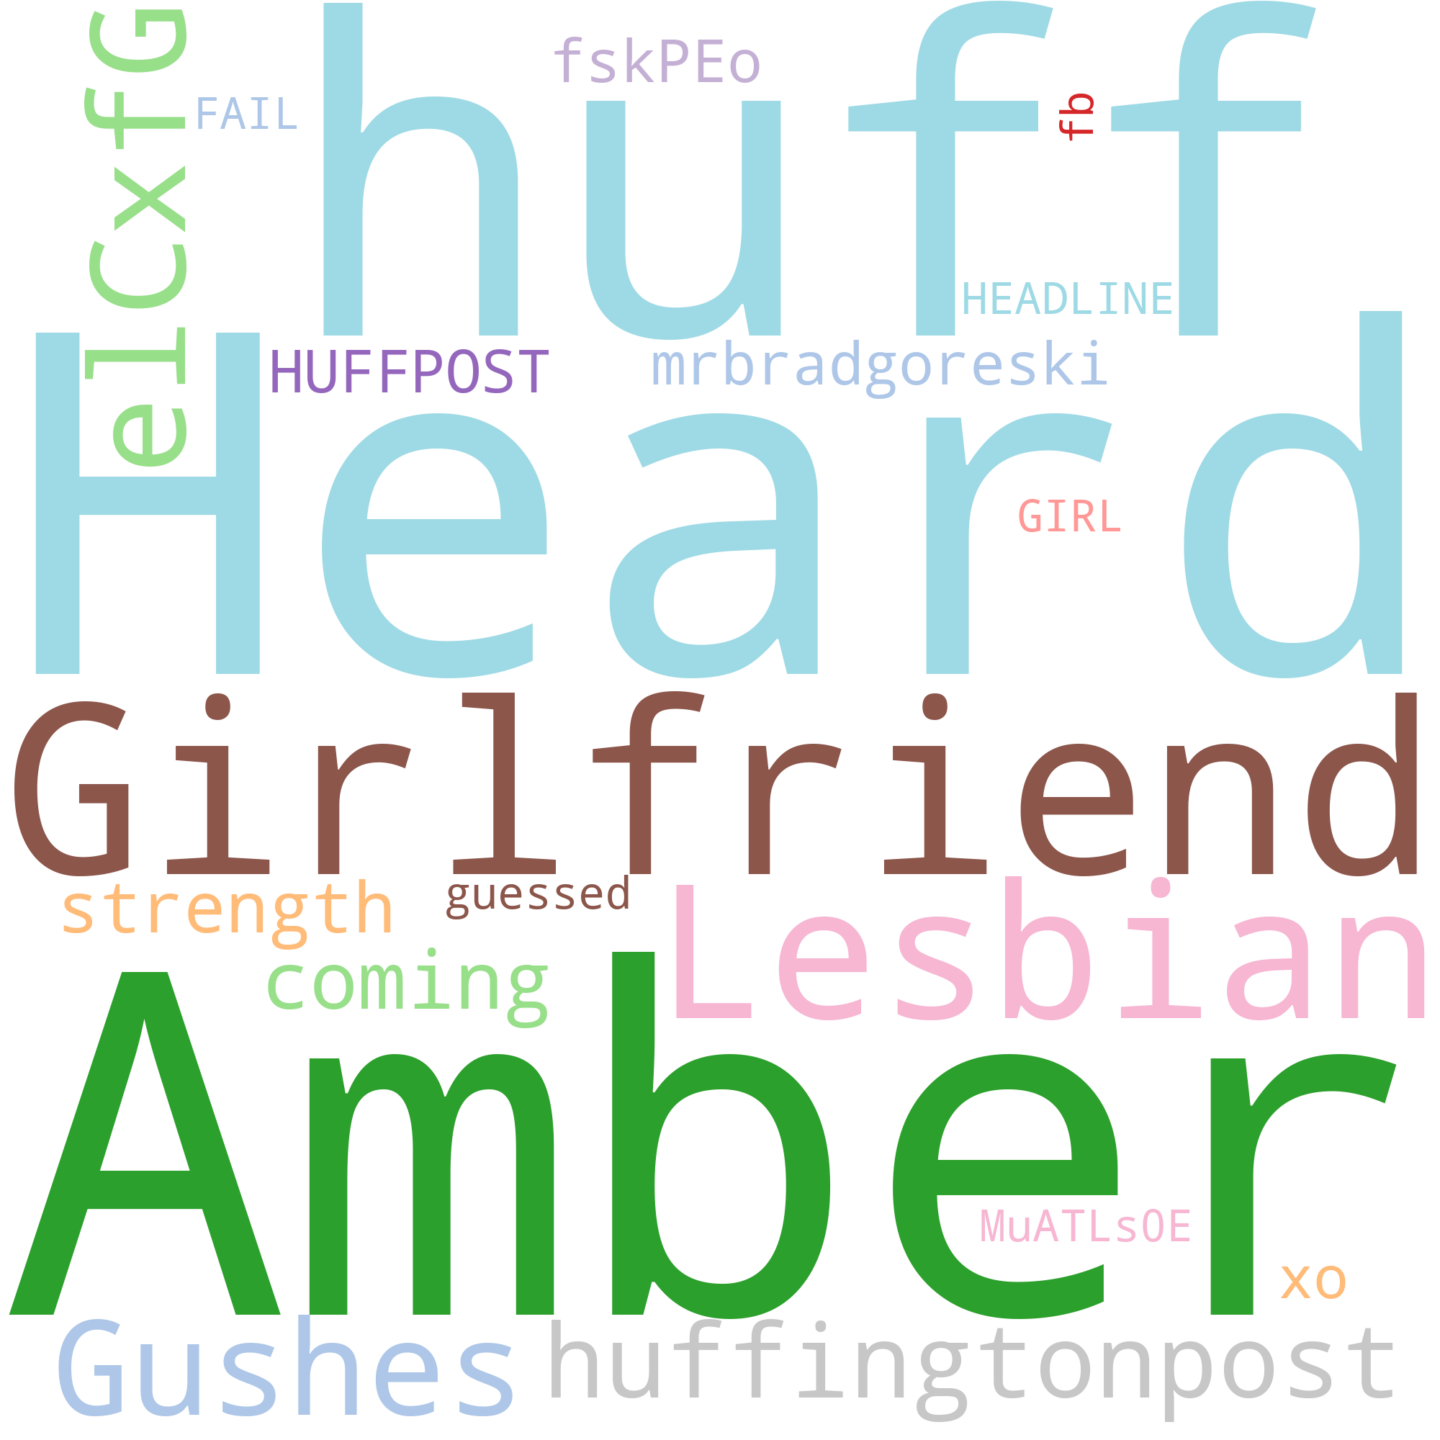 elCxfG
FAIL
huff
fskPEo
fb
HEADLINE
HUFFPOST
mrbradgoreski
Heard
GIRL
Girlfriend
strength
guessed
Lesbian
coming
Amber
MuATLsOE
xo
Gushes
huffingtonpost